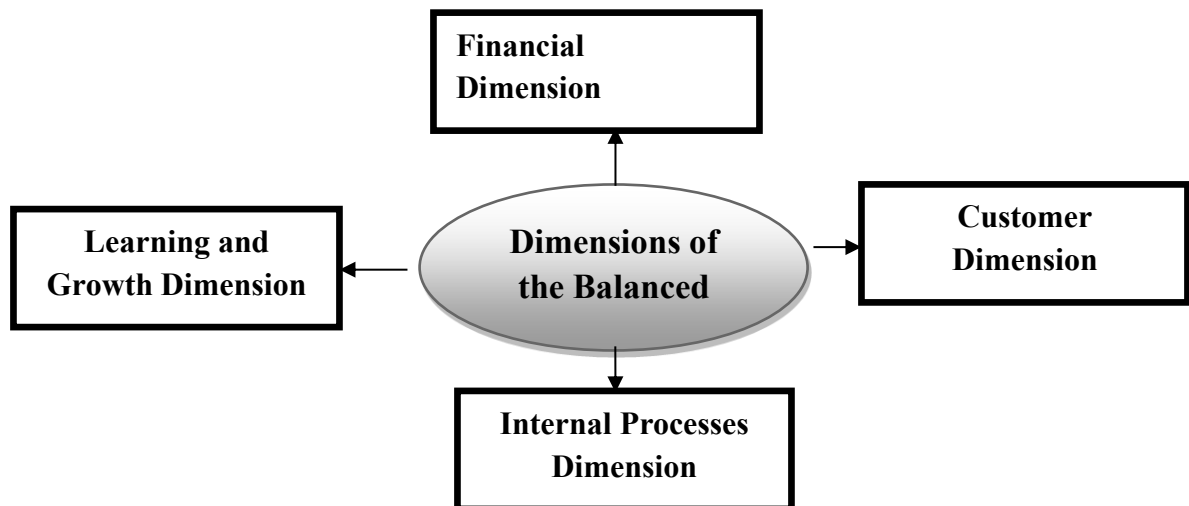 Financial
Dimension
Customer
Dimension
Learning and
Growth Dimension
Dimensions of
the Balanced
Internal Processes
Dimension